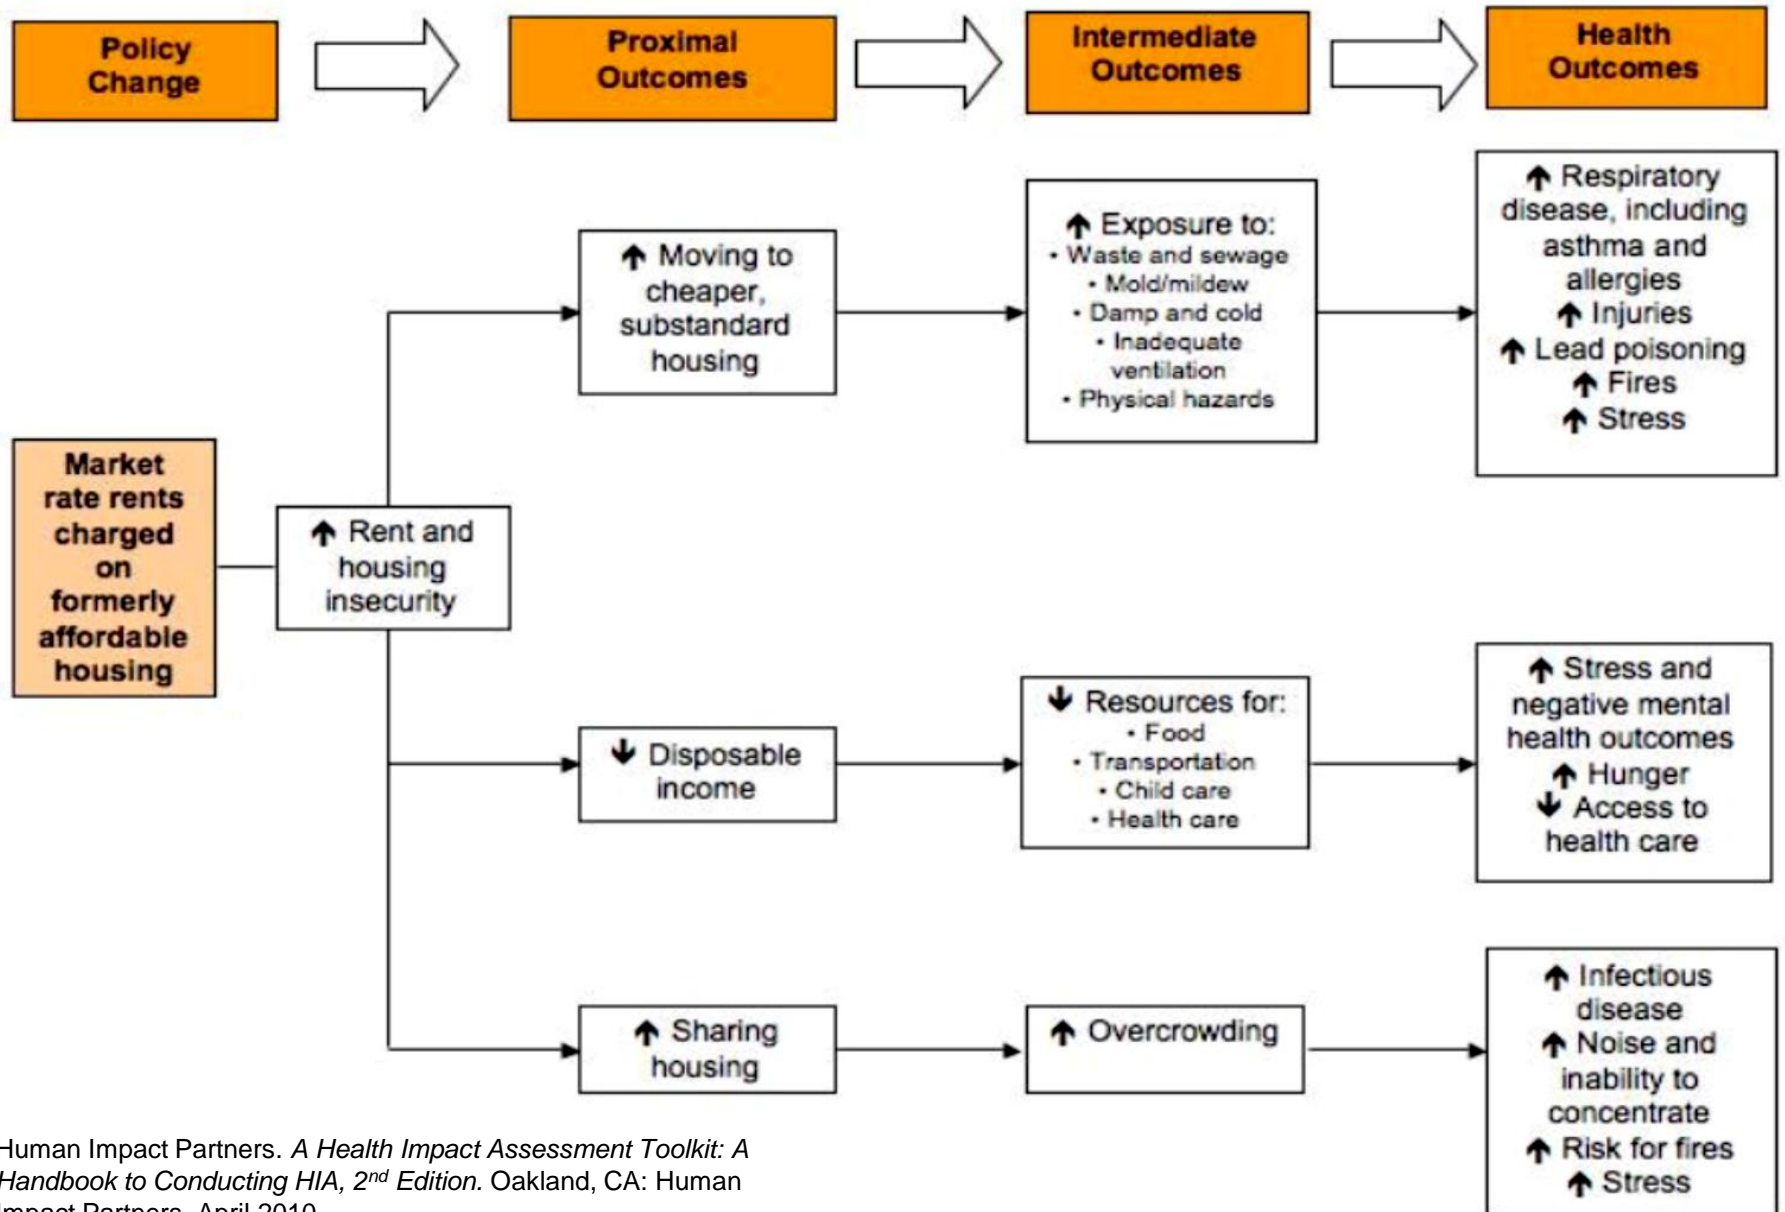 Policy
Change
Proximal
Outcomes
Intermediate
Outcomes
Health
Outcomes
Market
rate rents
charged
on
formerly
affordable
housing
↑ Rent and
housing
insecurity
↑ Moving to
cheaper,
substandard
housing
↑ Exposure to:
• Waste and sewage
• Mold/mildew
• Damp and cold
• Inadequate
ventilation
• Physical hazards
↑ Respiratory
disease, including
asthma and
allergies
↑ Injuries
↑ Lead poisoning
↑ Fires
↑ Stress
↓ Disposable
income
↓ Resources for:
• Food
• Transportation
• Child care
• Health care
↑ Stress and
negative mental
health outcomes
↑ Hunger
↓ Access to
health care
↑ Sharing
housing
↑ Overcrowding
↑ Infectious
disease
↑ Noise and
inability to
concentrate
↑ Risk for fires
↑ Stress
Human Impact Partners. A Health Impact Assessment Toolkit: A
Handbook to Conducting HIA, 2nd Edition. Oakland, CA: Human
Impact Partners. April 2010